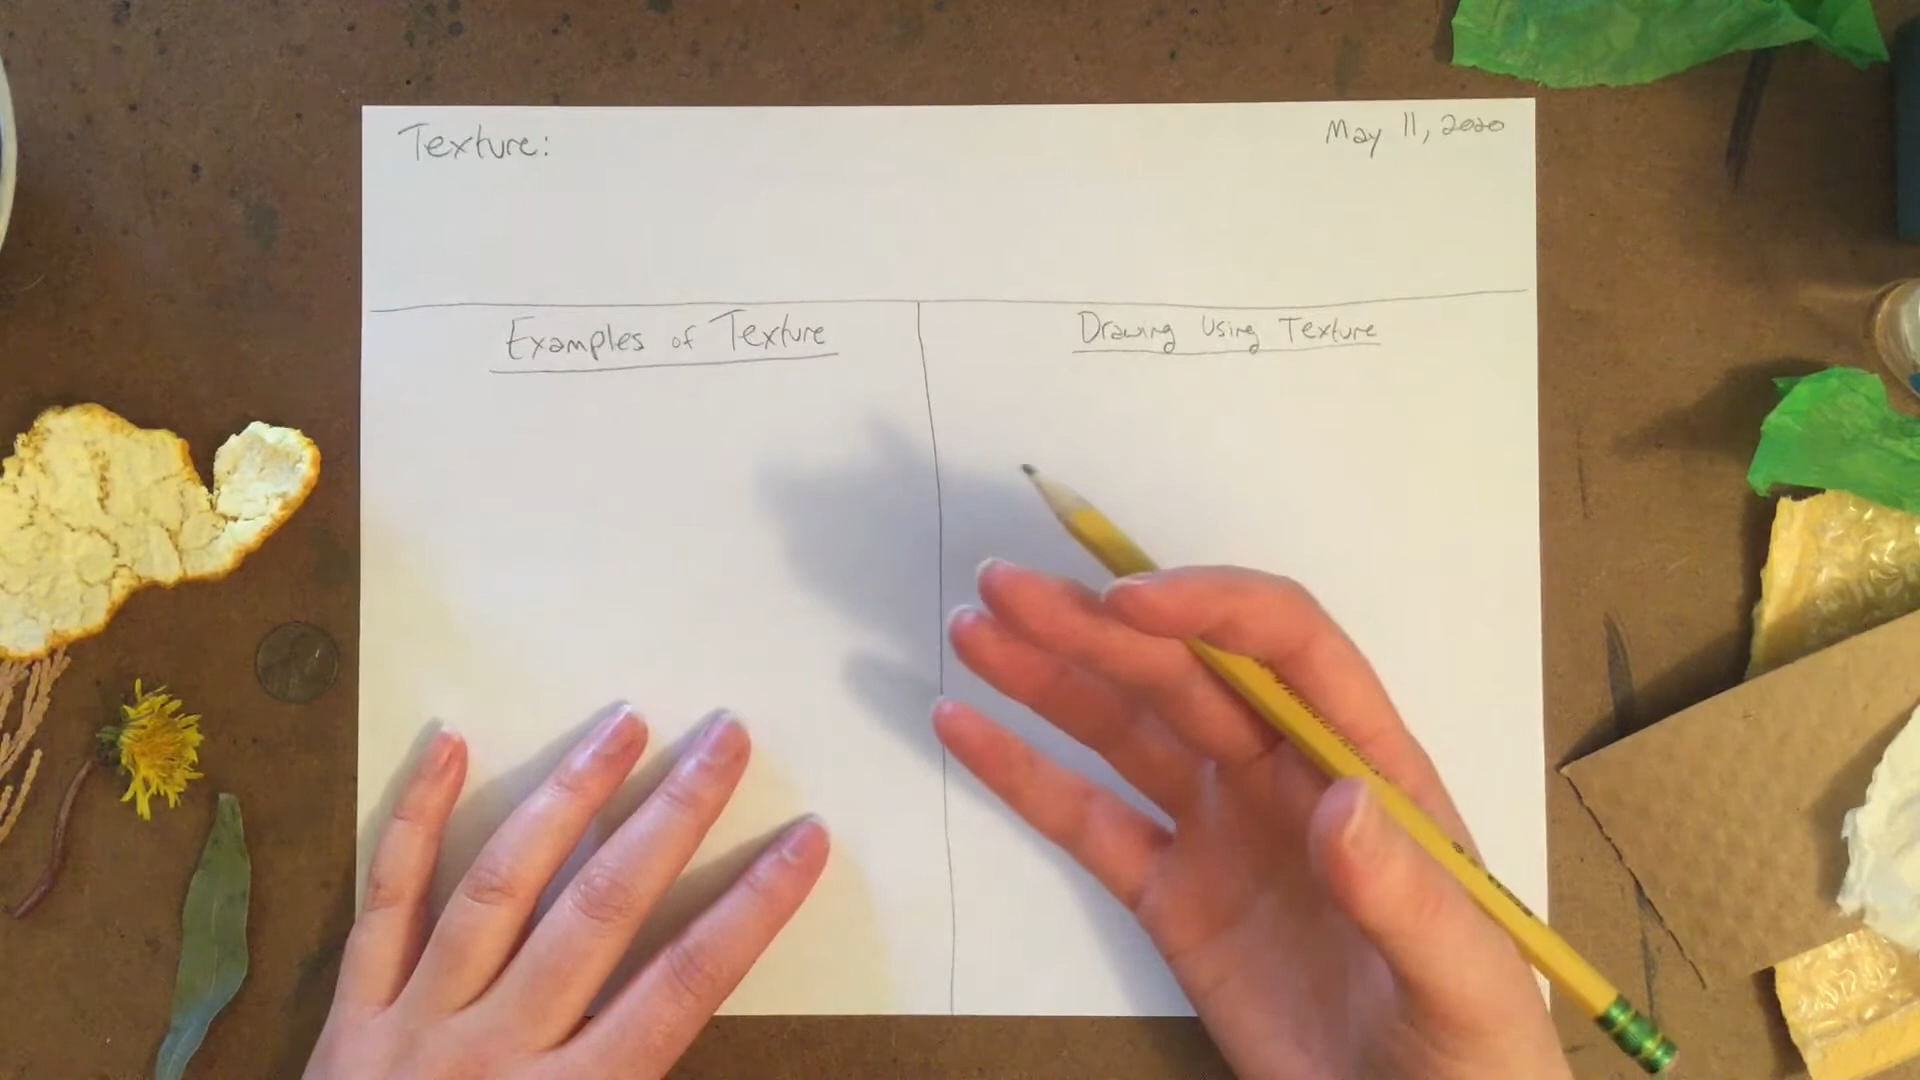 Texture:
May 11, 2020
Examples of Texture
Drawing Using Texture